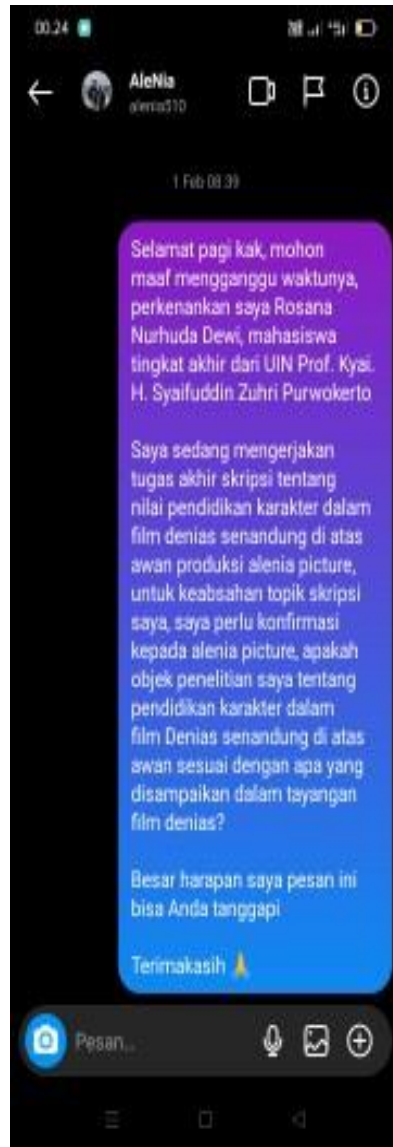 00.24
AleNia
alenia510
1 Feb 08.39
Selamat pagi kak, mohon
maaf mengganggu waktunya,
perkenankan saya Rosana
Nurhuda Dewi, mahasiswa
tingkat akhir dari UIN Prof. Kyai.
H. Syaifuddin Zuhri Purwokerto
Saya sedang mengerjakan
tugas akhir skripsi tentang
nilai pendidikan karakter dalam
film denias senandung di atas
awan produksi alenia picture,
untuk keabsahan topik skripsi
saya, saya perlu konfirmasi
kepada alenia picture, apakah
objek penelitian saya tentang
pendidikan karakter dalam
film Denias senandung di atas
awan sesuai dengan apa yang
disampaikan dalam tayangan
film denias?
Besar harapan saya pesan ini
bisa Anda tanggapi
Terimakasih 🙏
Pesan...